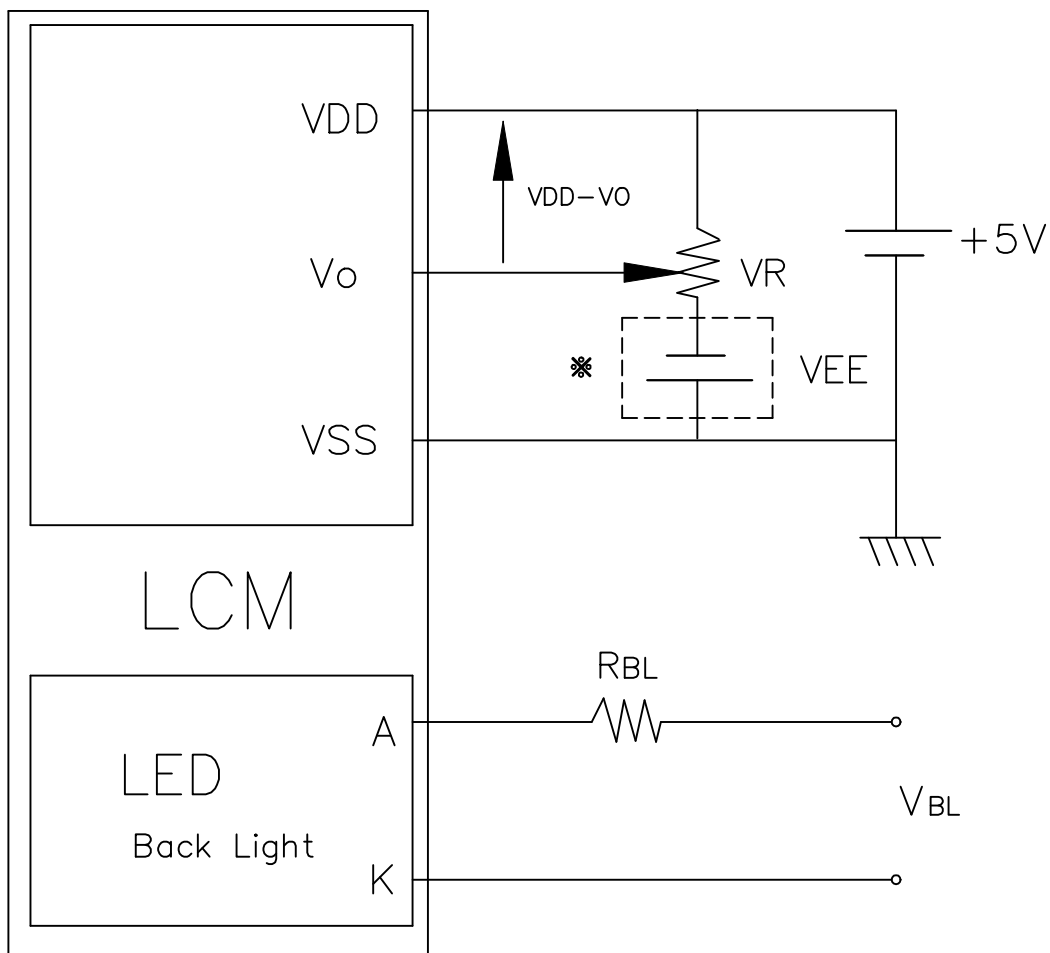 VDD
VDD-VO
+5V
Vo
VR
※
VEE
VSS
LCM
RBL
A
LED
VBL
Back Light
K